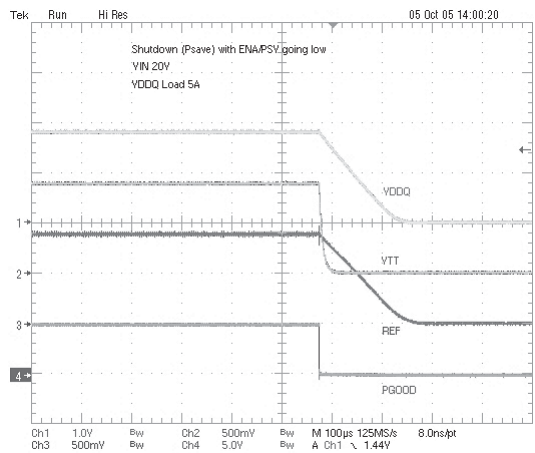 Tek Run Hi Res 05 Oct 05 14:00:20
Shutdown (Psave) with ENA/PSV going low
VIN 20V
VDDQ Load 5A
VDDQ
1
VTT
2
3
REF
4
PGOOD
Ch1 1.0V Bw Ch2 500mV Bw M 100µs 125MS/s 8.0ns/pt
Ch3 500mV Bw Ch4 5.0V Bw A Ch1 ↘ 1.44V